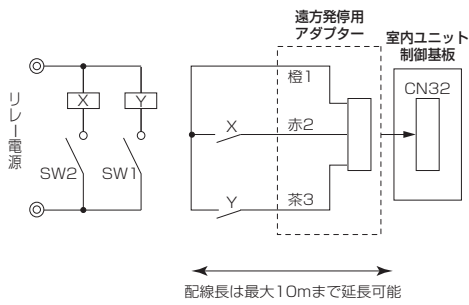 遠方発停用
アダプター
室内ユニット
制御基板
橙1
CN32
X
Y
X
赤2
リレー電源
SW2
SW1
Y
茶3
配線長は最大10mまで延長可能